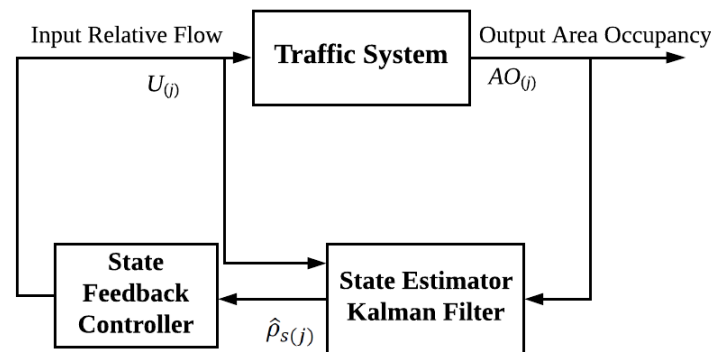 Input Relative Flow
Traffic System
Output Area Occupancy
U(j)
AO(j)
State
Feedback
Controller
State Estimator
Kalman Filter
ρ̂s(j)